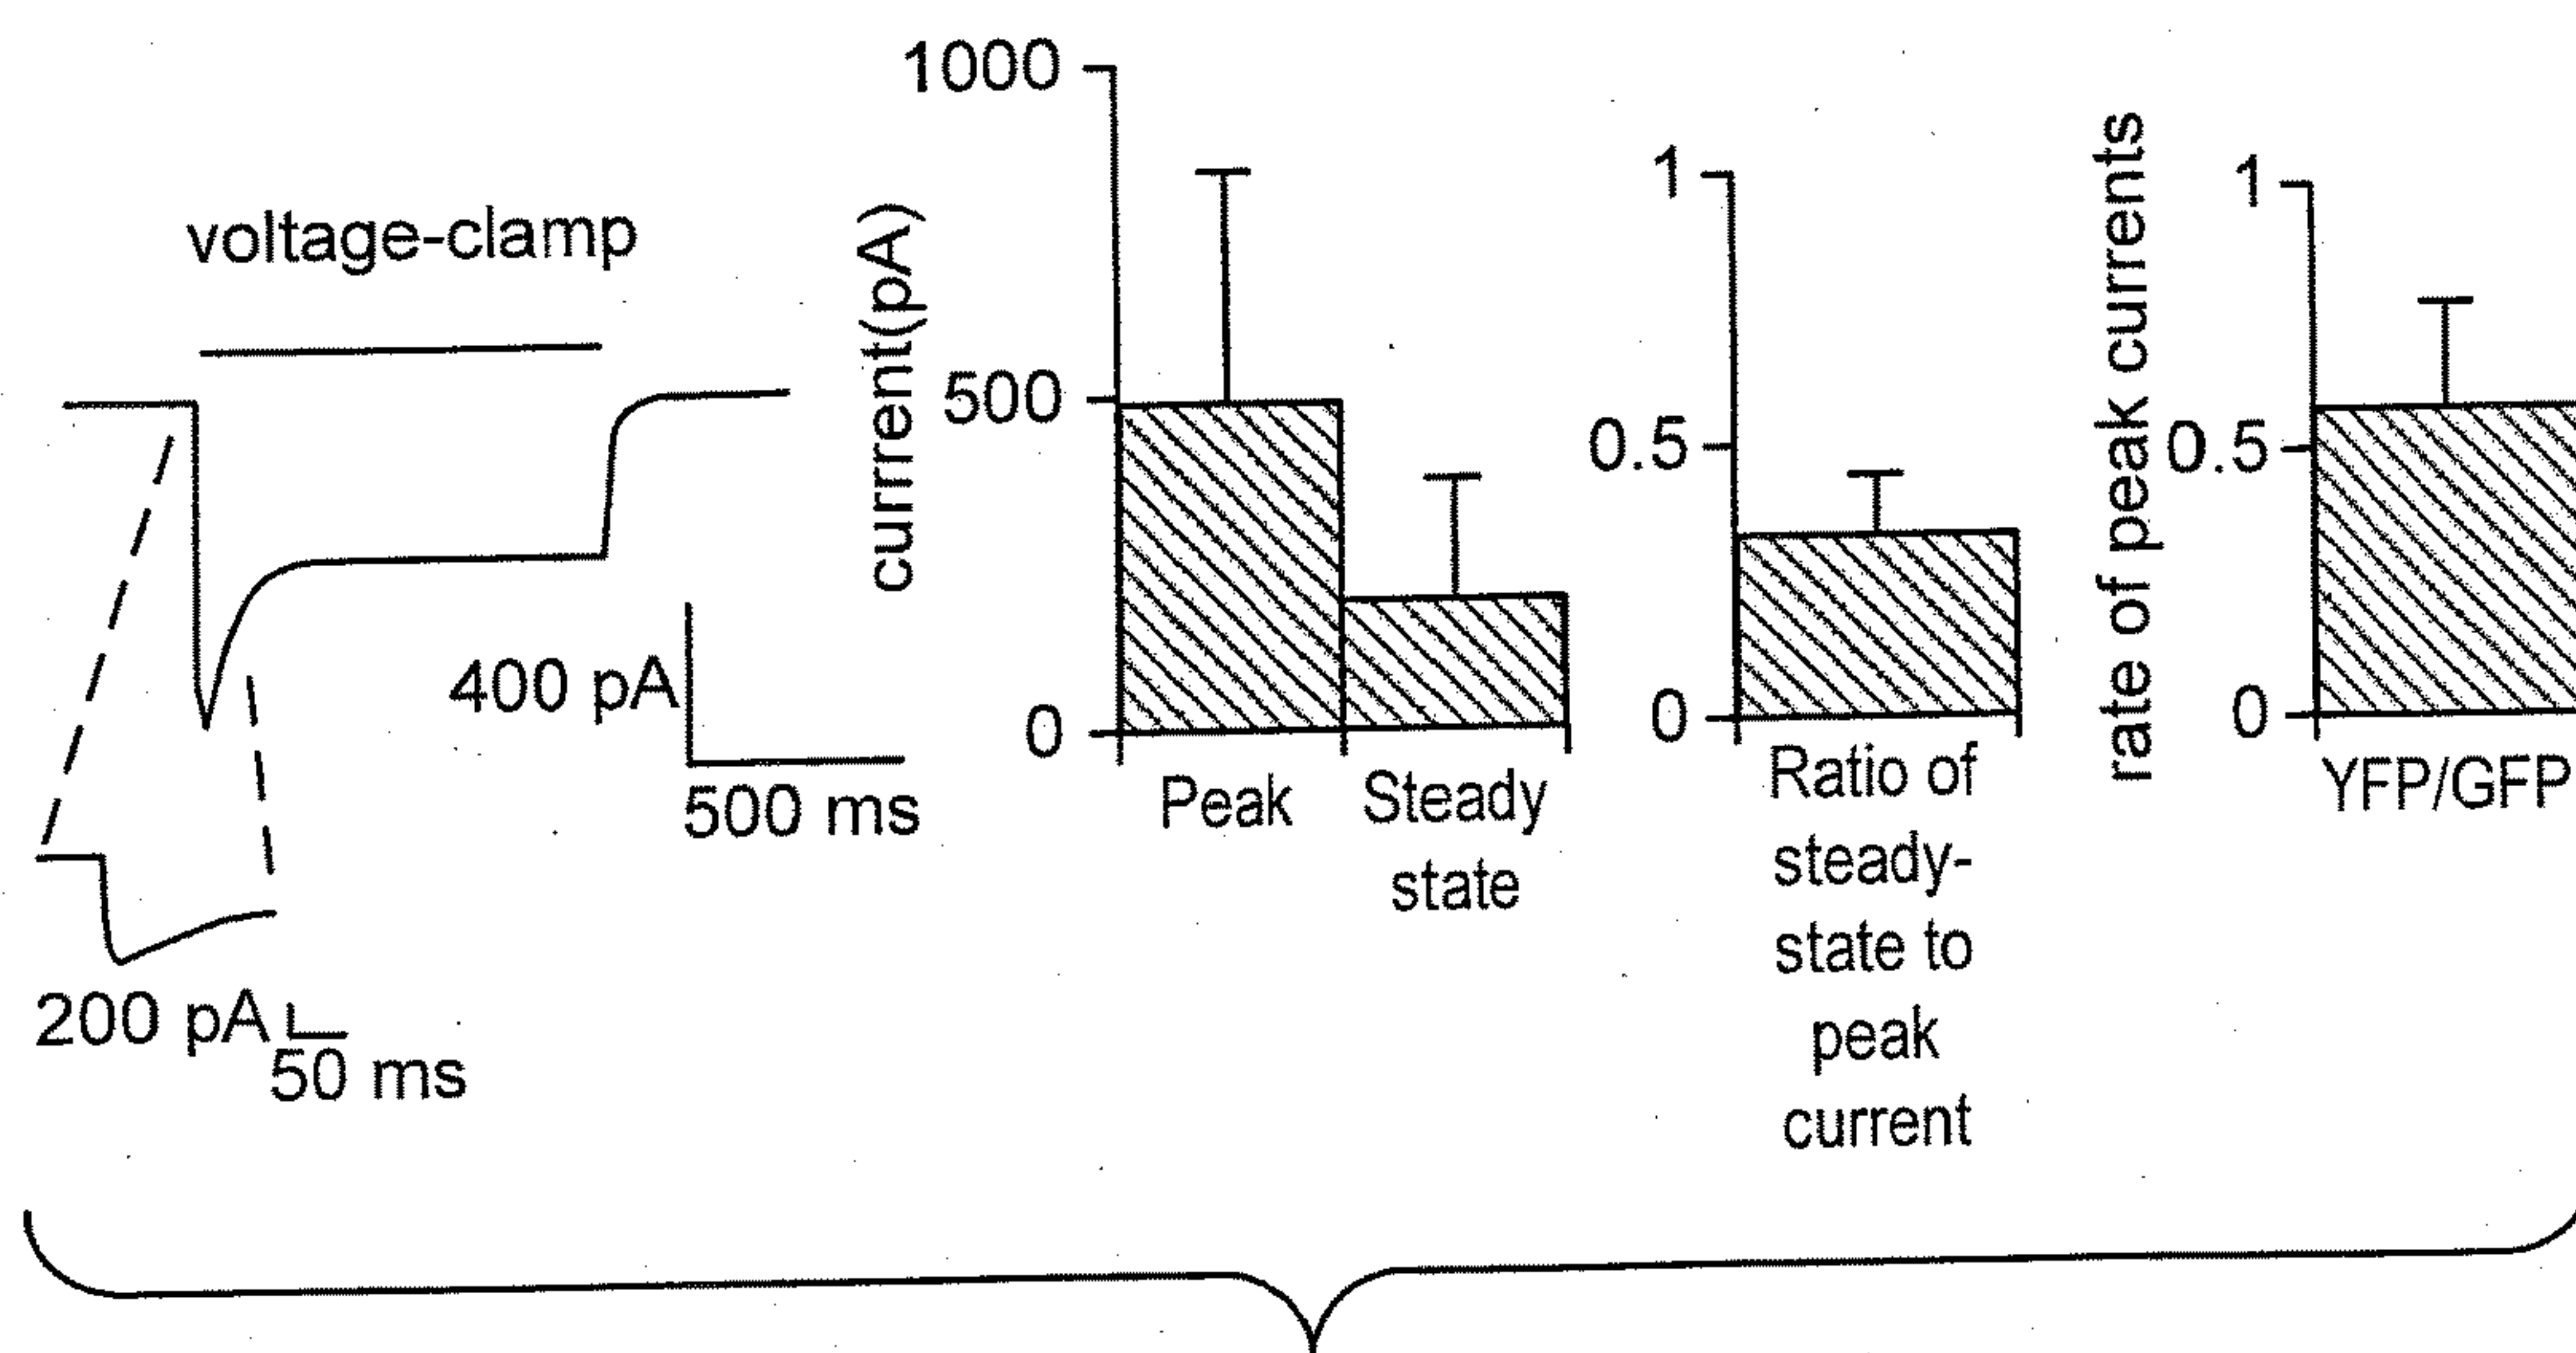 voltage-clamp
400 pA
500 ms
200 pA
50 ms
currrent(pA)
1000
500
0
Peak
Steady
state
1
0.5
0
Ratio of
steady-
state to
peak
current
rate of peak currents
1
0.5
0
YFP/GFP